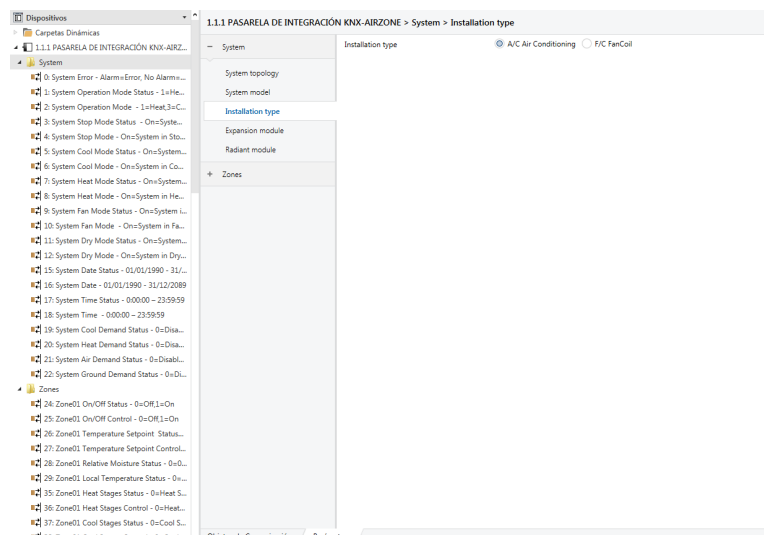 Dispositivos
Carpetas Dinámicas
1.1.1 PASARELA DE INTEGRACIÓN KNX-AIRZ...
System
0: System Error - Alarm=Error, No Alarm=...
1: System Operation Mode Status - 1=He...
2: System Operation Mode - 1=Heat,3=C...
3: System Stop Mode Status - On=Syste...
4: System Stop Mode - On=System in Sto...
5: System Cool Mode Status - On=System...
6: System Cool Mode - On=System in Co...
7: System Heat Mode Status - On=System...
8: System Heat Mode - On=System in He...
9: System Fan Mode Status - On=System i...
10: System Fan Mode - On=System in Fa...
11: System Dry Mode Status - On=System...
12: System Dry Mode - On=System in Dry...
15: System Date Status - 01/01/1990 - 31/...
16: System Date - 01/01/1990 - 31/12/2089
17: System Time Status - 0:00:00 – 23:59:59
18: System Time - 0:00:00 – 23:59:59
19: System Cool Demand Status - 0=Disa...
20: System Heat Demand Status - 0=Disa...
21: System Air Demand Status - 0=Disabl...
22: System Ground Demand Status - 0=Di...
Zones
24: Zone01 On/Off Status - 0=Off,1=On
25: Zone01 On/Off Control - 0=Off,1=On
26: Zone01 Temperature Setpoint Status...
27: Zone01 Temperature Setpoint Control...
28: Zone01 Relative Moisture Status - 0=0...
29: Zone01 Local Temperature Status - 0=...
35: Zone01 Heat Stages Status - 0=Heat S...
36: Zone01 Heat Stages Control - 0=Heat...
37: Zone01 Cool Stages Status - 0=Cool S...
1.1.1 PASARELA DE INTEGRACIÓN KNX-AIRZONE > System > Installation type
System
System topology
System model
Installation type
Expansion module
Radiant module
Zones
Installation type
A/C Air Conditioning
F/C FanCoil